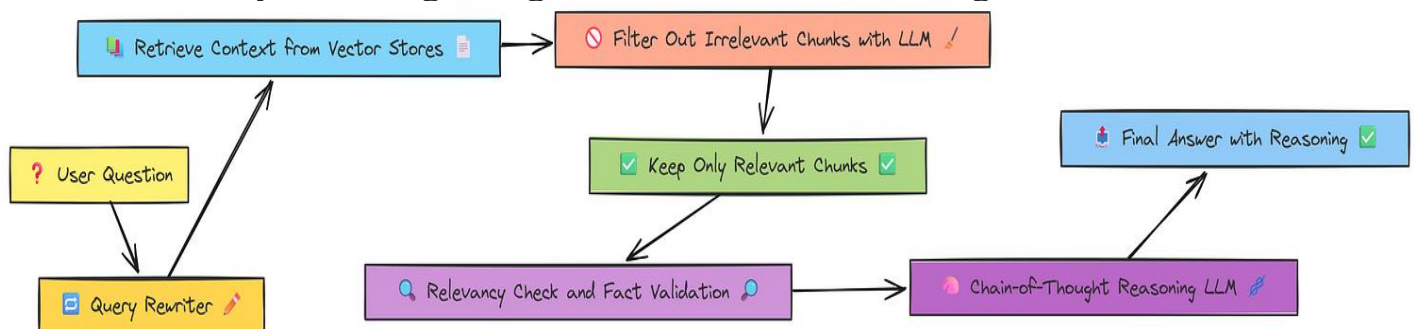 Retrieve Context from Vector Stores
Filter Out Irrelevant Chunks with LLM
Final Answer with Reasoning
Keep Only Relevant Chunks
User Question
Relevancy Check and Fact Validation
Chain-of-Thought Reasoning LLM
Query Rewriter